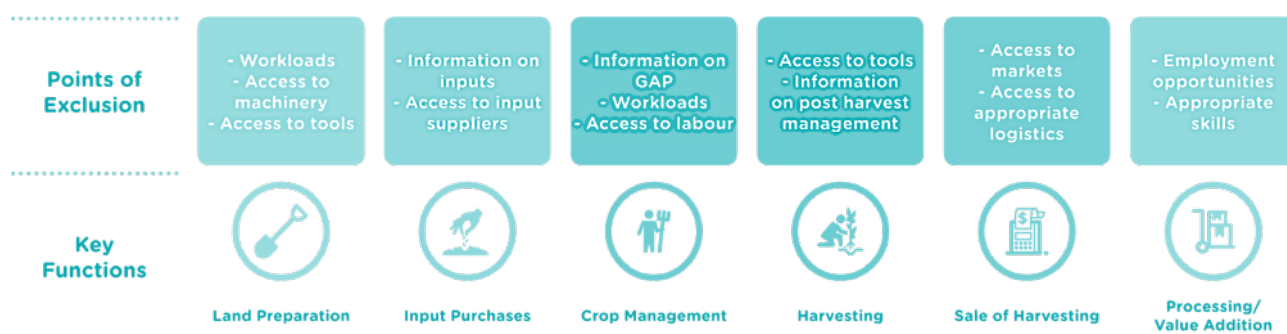 Points of
Exclusion
- Workloads
- Access to
machinery
- Access to tools
- Information on
inputs
- Access to input
suppliers
- Information on
GAP
- Workloads
- Access to labour
- Access to tools
- Information
on post harvest
management
- Access to
markets
- Access to
appropriate
logistics
- Employment
opportunities
- Appropriate
skills
Key
Functions
$
Land Preparation
Input Purchases
Crop Management
Harvesting
Sale of Harvesting
Processing/
Value Addition